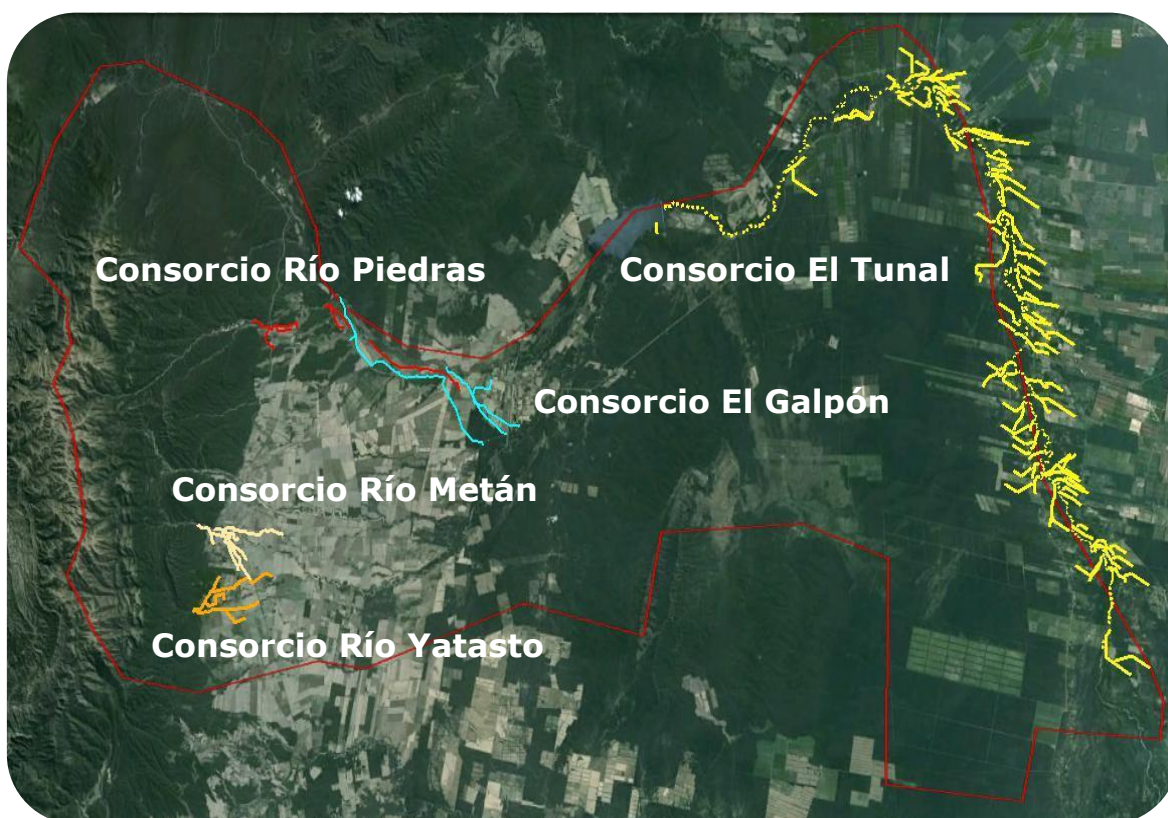 Consorcio Río Piedras
Consorcio El Tunal
Consorcio El Galpón
Consorcio Río Metán
Consorcio Río Yatasto